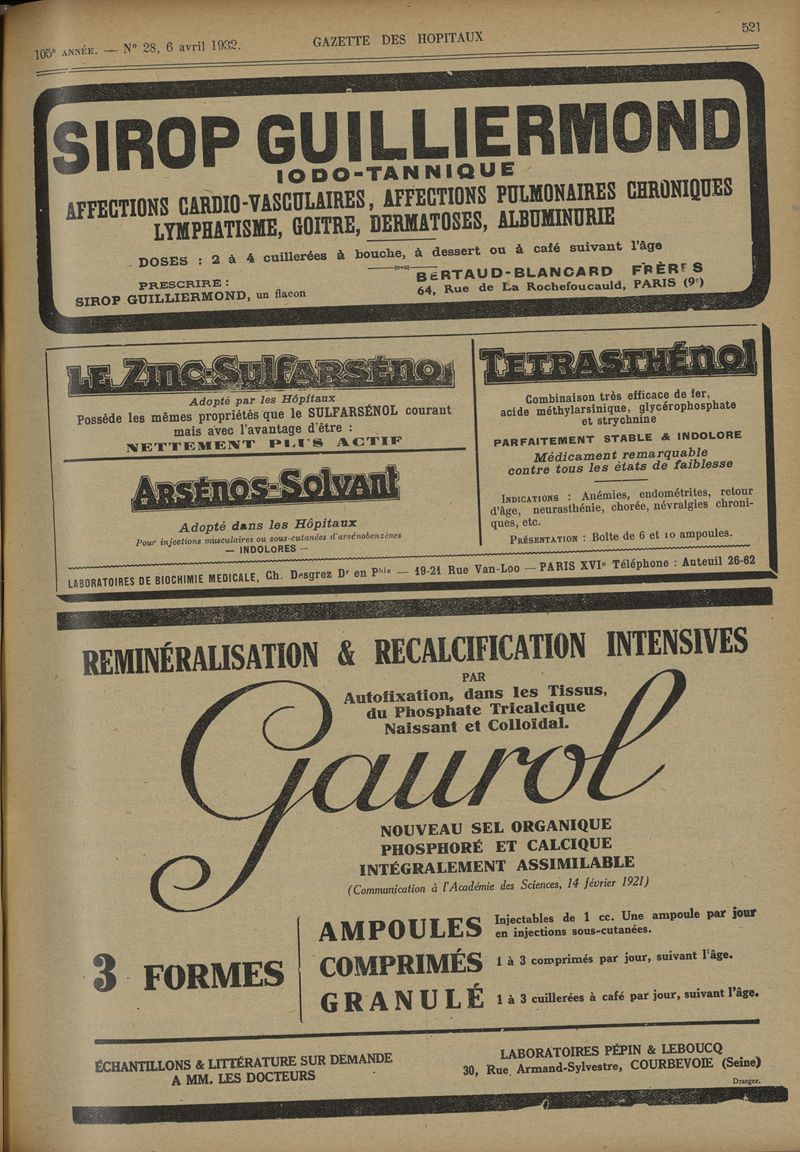 105e ANNÉE. — No 28, 6 avril 1932.
GAZETTE DES HOPITAUX
521
SIROP GUILLIERMOND
IODO-TANNIQUE
AFFECTIONS CARDIO-VASCULAIRES, AFFECTIONS PULMONAIRES CHRONIQUES
LYMPHATISME, GOITRE, DERMATOSES, ALBUMINURIE
DOSES : 2 à 4 cuillerées à bouche, à dessert ou à café suivant l'âge
PRESCRIRE :
SIROP GUILLIERMOND, un flacon
BERTAUD-BLANCARD FRÈRES
64, Rue de La Rochefoucauld, PARIS (9e)
LE ZINC-SULFARSÉNOL
Adopté par les Hôpitaux
Possède les mêmes propriétés que le SULFARSÉNOL courant
mais avec l'avantage d'être :
NETTEMENT PLUS ACTIF
ARSÉNOS-SOLVANT
Adopté dans les Hôpitaux
Pour injections musculaires ou sous-cutanées d'arsénobenzènes
— INDOLORES —
TETRASTHÉNOL
Combinaison très efficace de fer,
acide méthylarsinique, glycérophosphate
et strychnine
PARFAITEMENT STABLE & INDOLORE
Médicament remarquable
contre tous les états de faiblesse
INDICATIONS : Anémies, endométrites, retour
d'âge, neurasthénie, chorée, névralgies chroni-
ques, etc.
PRÉSENTATION : Boîte de 6 et 10 ampoules.
LABORATOIRES DE BIOCHIMIE MEDICALE, Ch. Desgrez Dr en Phie — 19-21 Rue Van-Loo — PARIS XVIe Téléphone : Auteuil 26-62
REMINÉRALISATION & RECALCIFICATION INTENSIVES
PAR
Autofixation, dans les Tissus,
du Phosphate Tricalcique
Naissant et Colloïdal.
Gaurol
NOUVEAU SEL ORGANIQUE
PHOSPHORÉ ET CALCIQUE
INTÉGRALEMENT ASSIMILABLE
(Communication à l'Académie des Sciences, 14 février 1921)
3 FORMES
AMPOULES Injectables de 1 cc. Une ampoule par jour
en injections sous-cutanées.
COMPRIMÉS 1 à 3 comprimés par jour, suivant l'âge.
GRANULÉ 1 à 3 cuillerées à café par jour, suivant l'âge.
ÉCHANTILLONS & LITTÉRATURE SUR DEMANDE
A MM. LES DOCTEURS
LABORATOIRES PÉPIN & LEBOUCQ
30, Rue Armand-Sylvestre, COURBEVOIE (Seine)
Draeger.